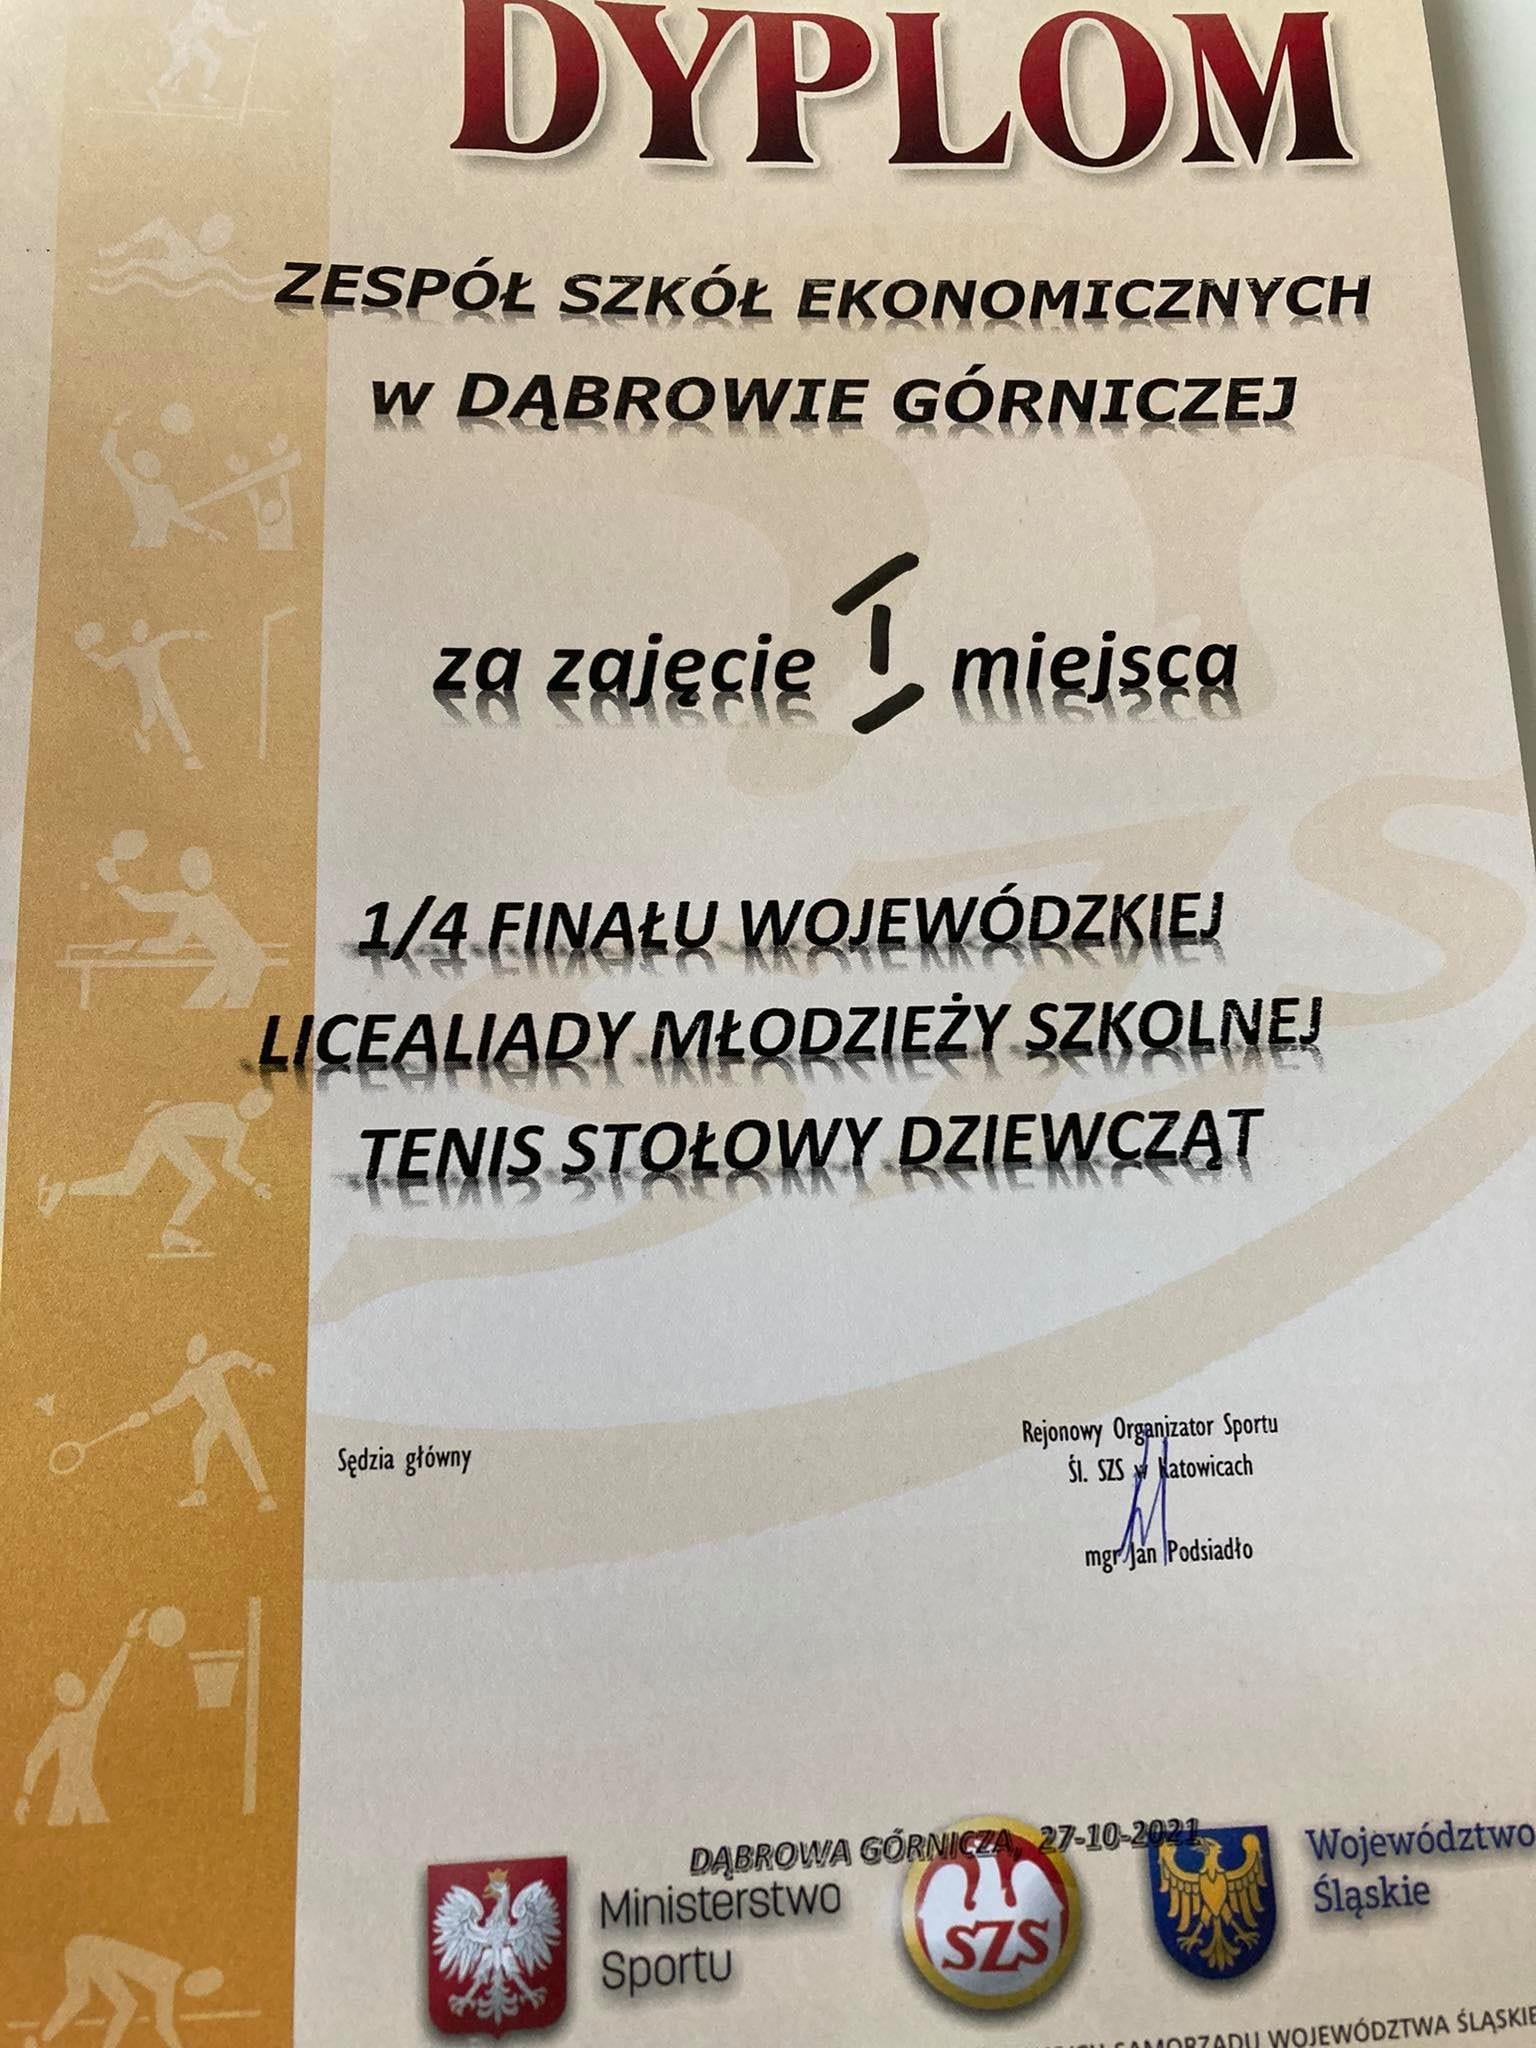 DYPLOM
ZESPÓŁ SZKÓŁ EKONOMICZNYCH
w DĄBROWIE GÓRNICZEJ
za zajęcie I miejsca
1/4 FINAŁU WOJEWÓDZKIEJ
LICEALIADY MŁODZIEŻY SZKOLNEJ
TENIS STOŁOWY DZIEWCZĄT
Sędzia główny
Rejonowy Organizator Sportu
Śl. SZS w Katowicach
mgr Jan Podsiadło
DĄBROWA GÓRNICZA, 27-10-2021
Ministerstwo
Sportu
SZS
Województwo
Śląskie
SAMORZĄDU WOJEWÓDZTWA